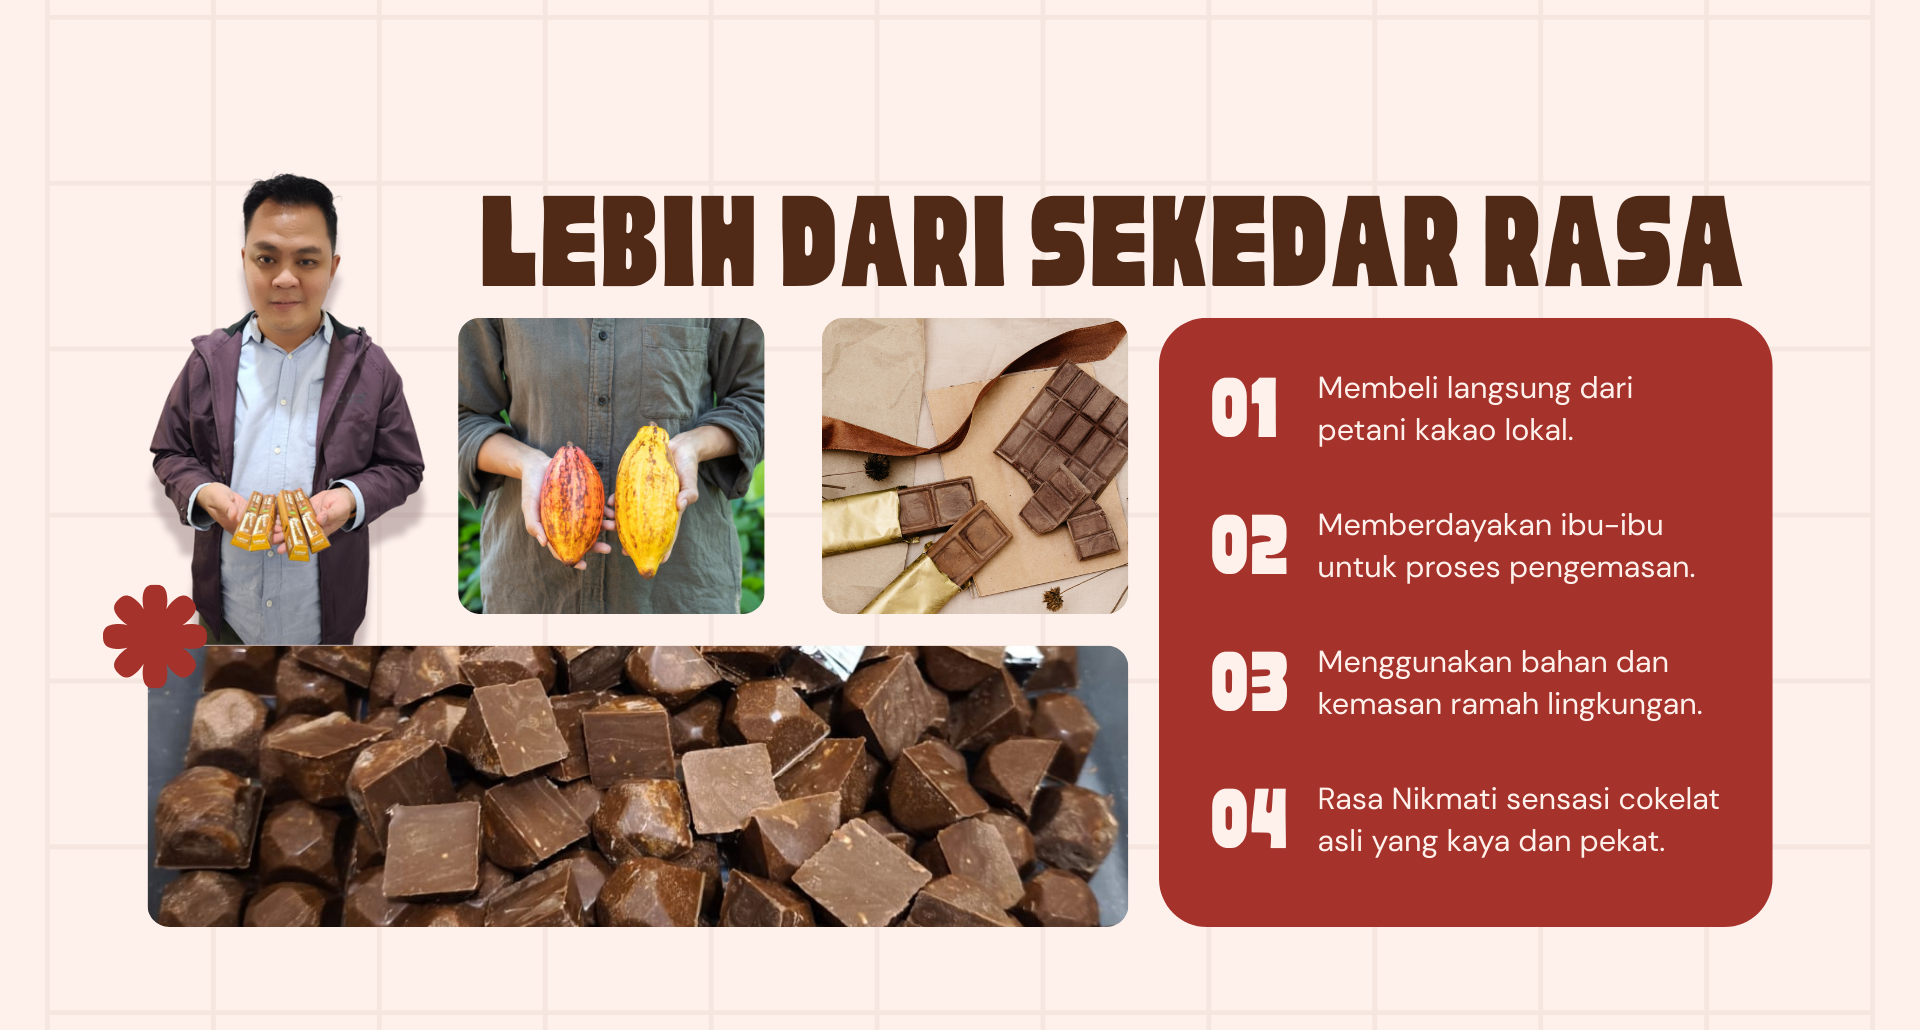 LEBIH DARI SEKEDAR RASA
01
Membeli langsung dari
petani kakao lokal.
02
Memberdayakan ibu-ibu
untuk proses pengemasan.
03
Menggunakan bahan dan
kemasan ramah lingkungan.
04
Rasa Nikmati sensasi cokelat
asli yang kaya dan pekat.